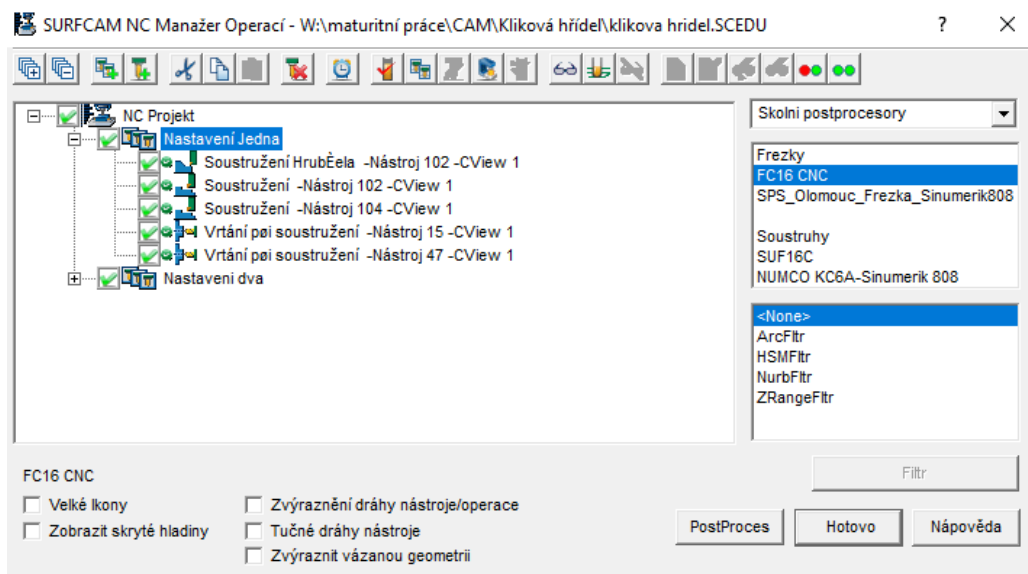 SURFCAM NC Manažer Operací - W:\maturitní práce\CAM\Kliková hřídel\klikova hridel.SCEDU
NC Projekt
Nastavení Jedna
Soustružení HrubÈela -Nástroj 102 -CView 1
Soustružení -Nástroj 102 -CView 1
Soustružení -Nástroj 104 -CView 1
Vrtání pøi soustružení -Nástroj 15 -CView 1
Vrtání pøi soustružení -Nástroj 47 -CView 1
Nastaveni dva
Skolni postprocesory
Frezky
FC16 CNC
SPS_Olomouc_Frezka_Sinumerik808
Soustruhy
SUF16C
NUMCO KC6A-Sinumerik 808
<None>
ArcFltr
HSMFltr
NurbFltr
ZRangeFltr
Filtr
FC16 CNC
Velké Ikony
Zobrazit skryté hladiny
Zvýraznění dráhy nástroje/operace
Tučné dráhy nástroje
Zvýraznit vázanou geometrii
PostProces
Hotovo
Nápověda